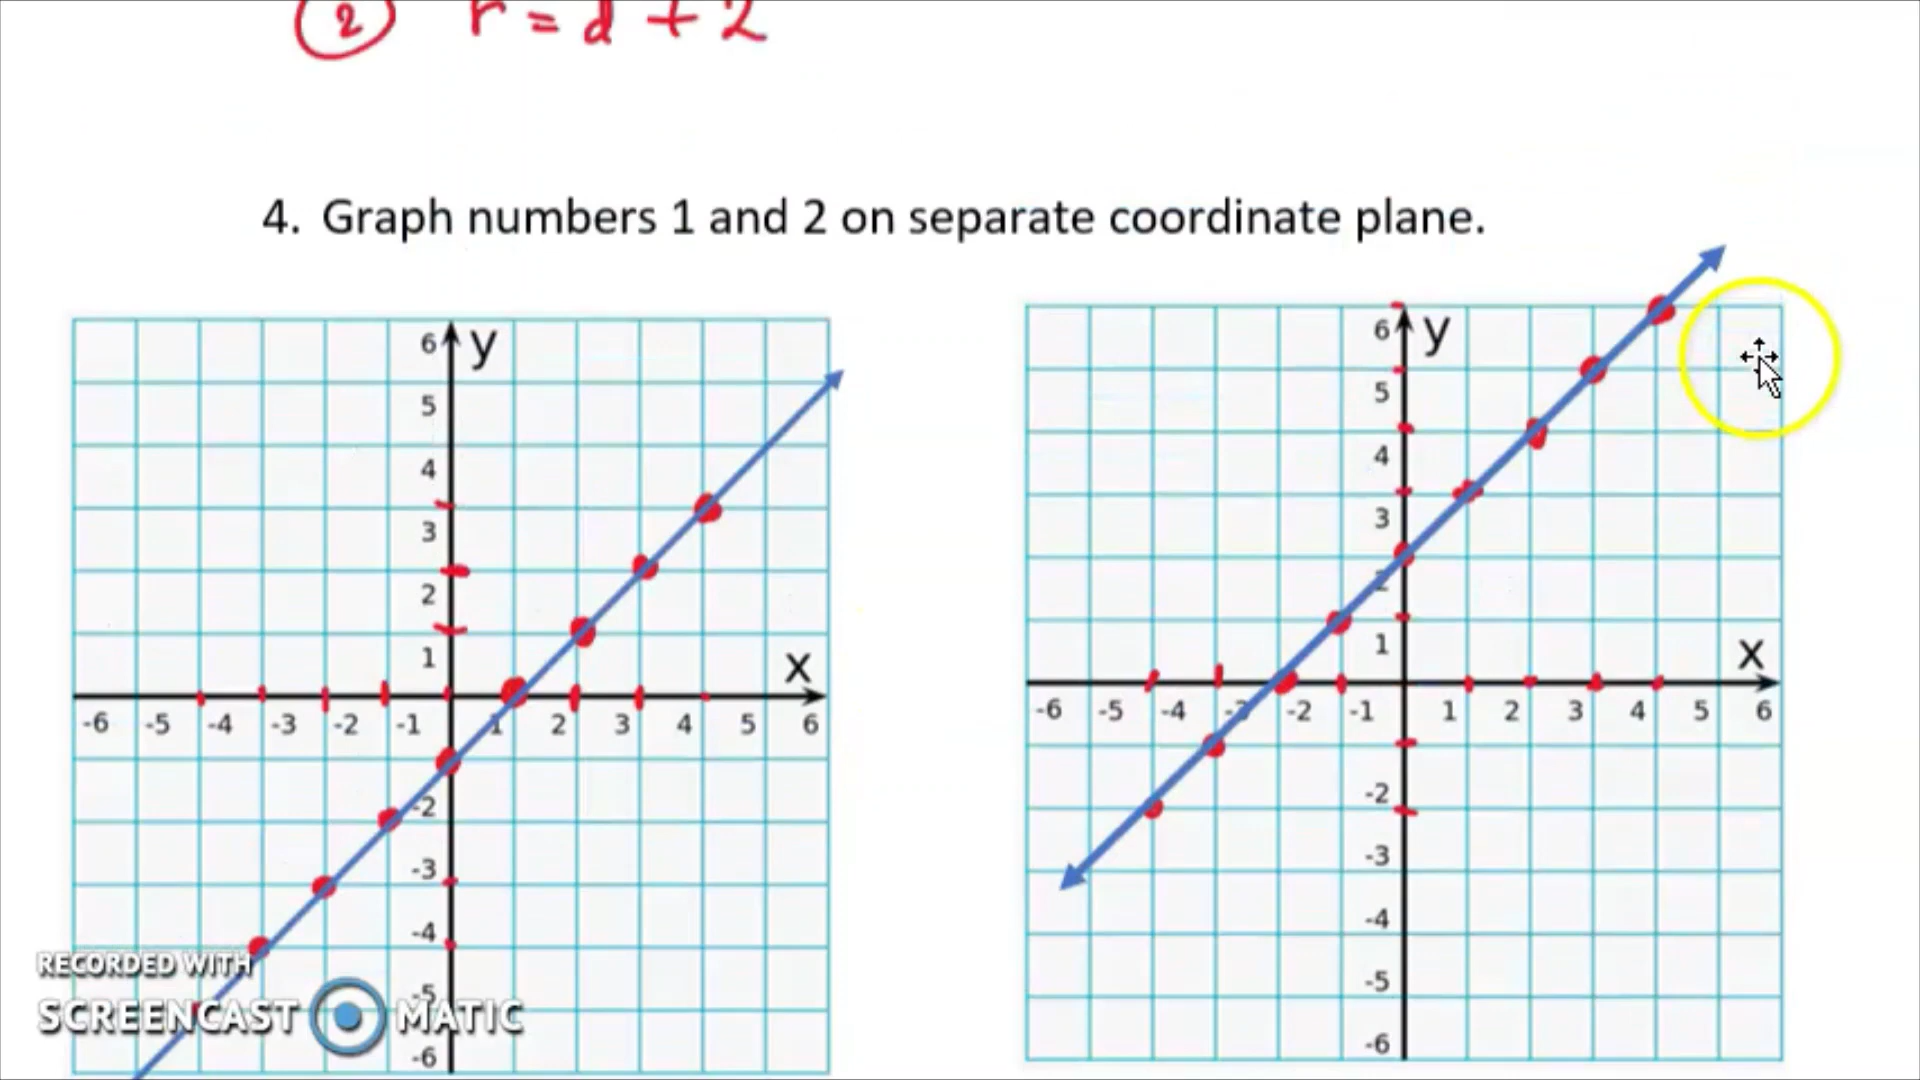 2 r = d + 2
4. Graph numbers 1 and 2 on separate coordinate plane.
6 y
5
4
3
2
1
x
-6 -5 -4 -3 -2 -1 1 2 3 4 5 6
-2
-3
-4
-5
-6
6 y
5
4
3
2
1
x
-6 -5 -4 -3 -2 -1 1 2 3 4 5 6
-2
-3
-4
-5
-6
RECORDED WITH
SCREENCAST MATIC